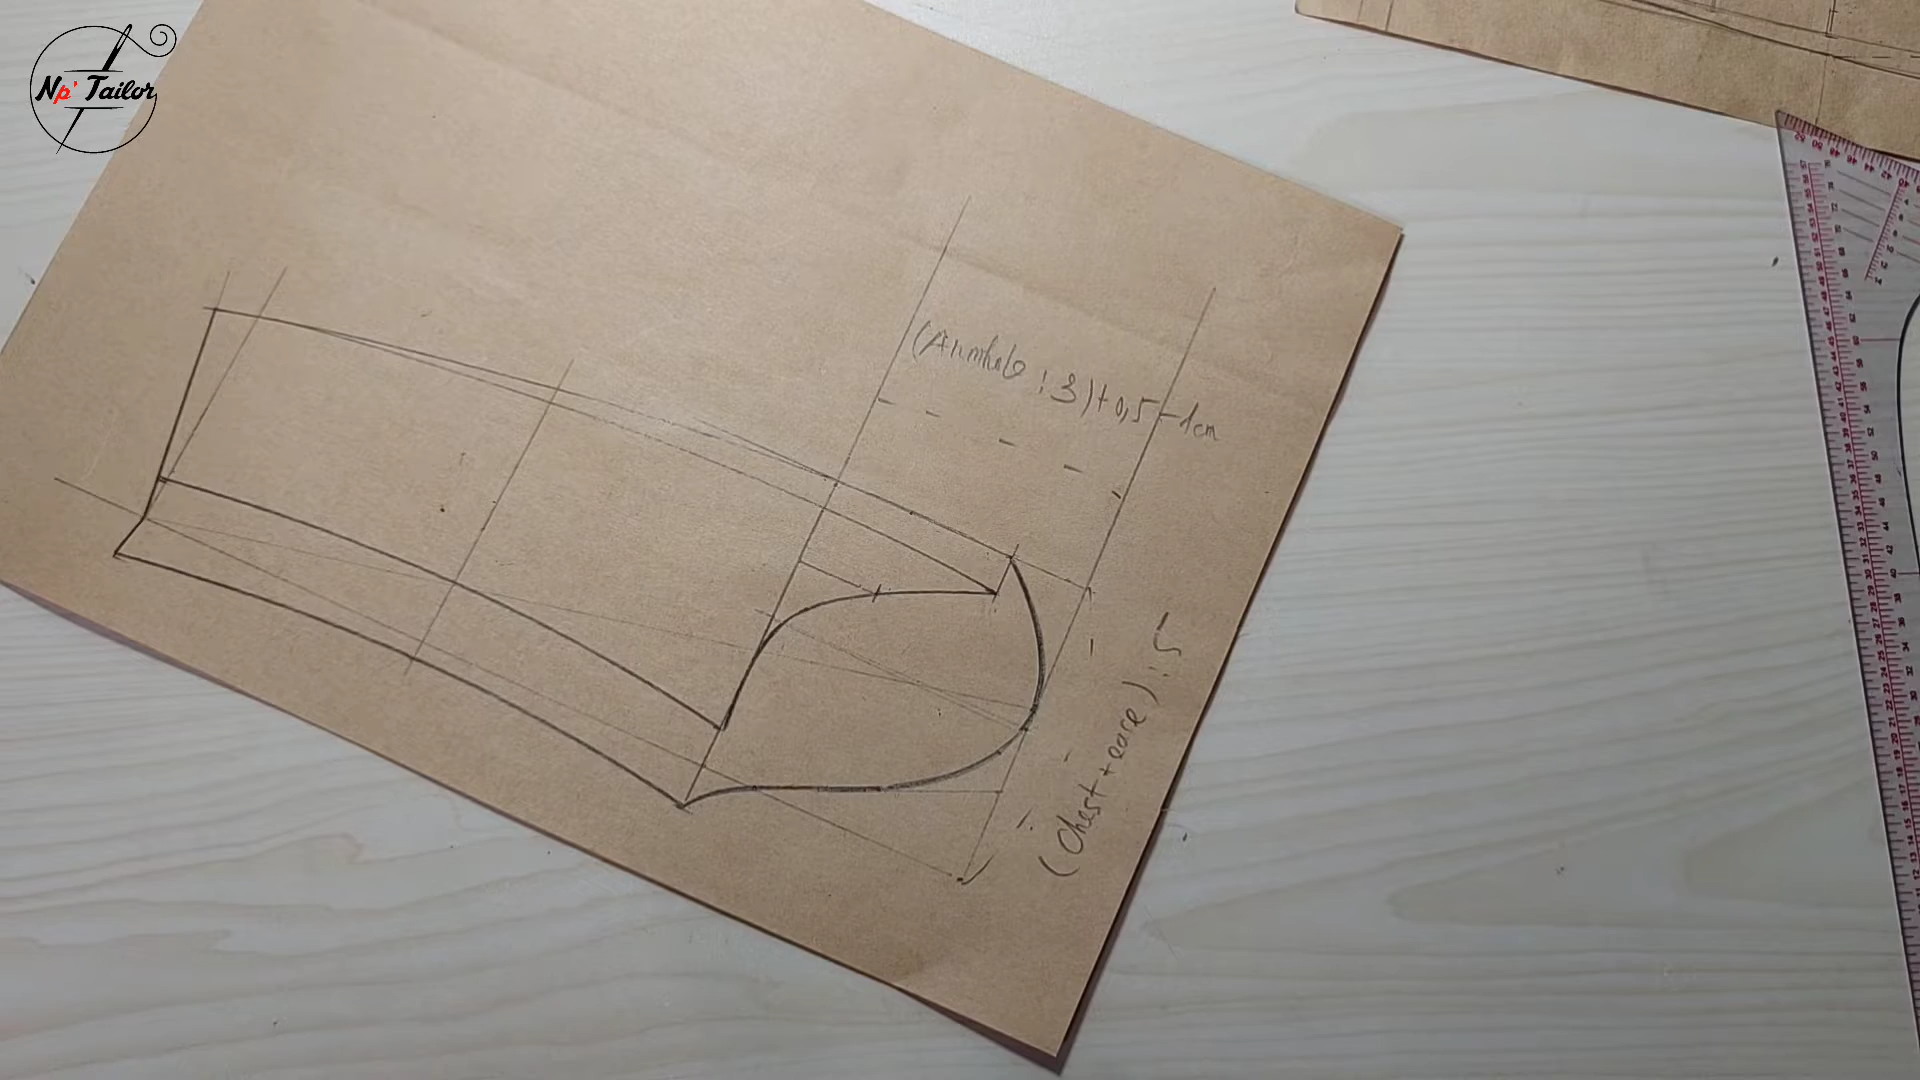 Np' Tailor
(Armhole : 3) + 0,5 - 1cm
(Chest + ease) : 5